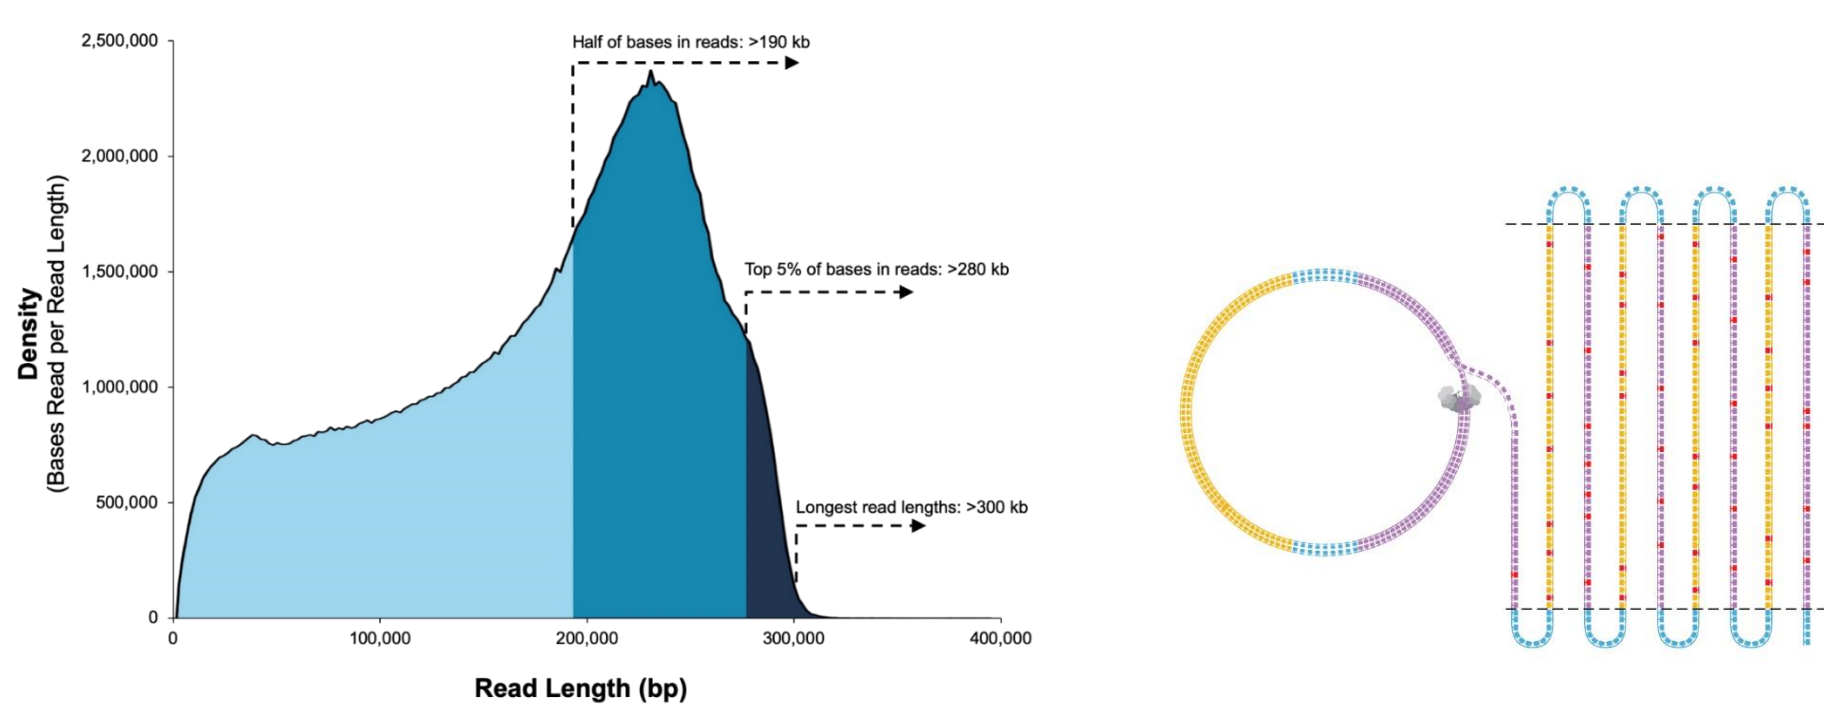 2,500,000
2,000,000
1,500,000
1,000,000
500,000
0
Density
(Bases Read per Read Length)
Half of bases in reads: >190 kb
Top 5% of bases in reads: >280 kb
Longest read lengths: >300 kb
0
100,000
200,000
300,000
400,000
Read Length (bp)